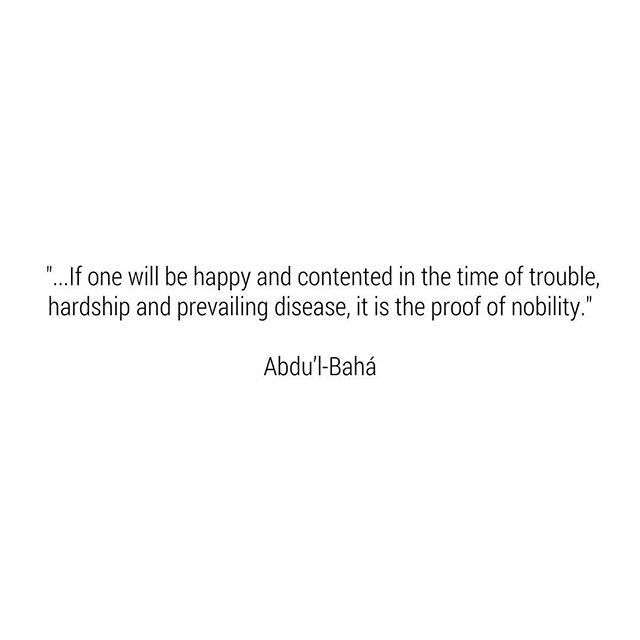 "...If one will be happy and contented in the time of trouble,
hardship and prevailing disease, it is the proof of nobility."
Abdu’l-Bahá